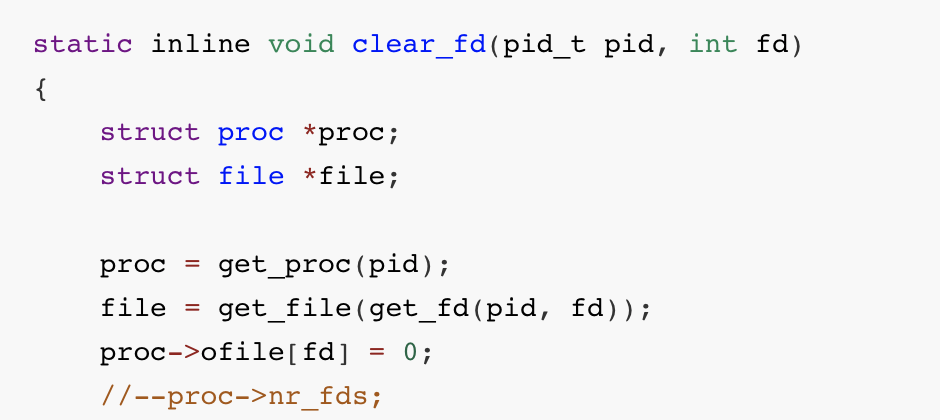 static inline void clear_fd(pid_t pid, int fd)
{
    struct proc *proc;
    struct file *file;

    proc = get_proc(pid);
    file = get_file(get_fd(pid, fd));
    proc->ofile[fd] = 0;
    //--proc->nr_fds;